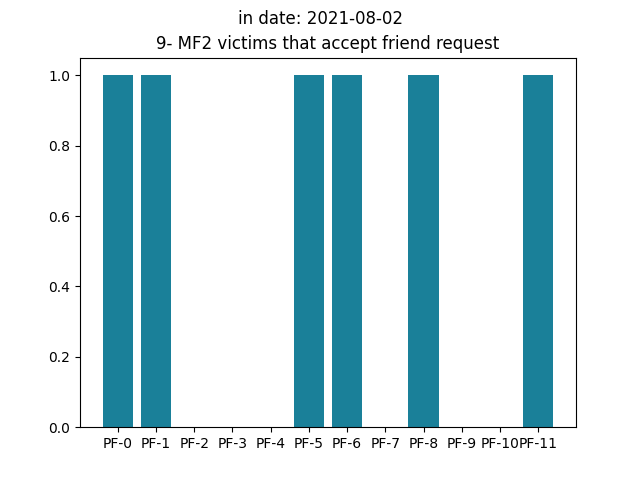 in date: 2021-08-02
9- MF2 victims that accept friend request
1.0
0.8
0.6
0.4
0.2
0.0
PF-0 PF-1 PF-2 PF-3 PF-4 PF-5 PF-6 PF-7 PF-8 PF-9 PF-10 PF-11